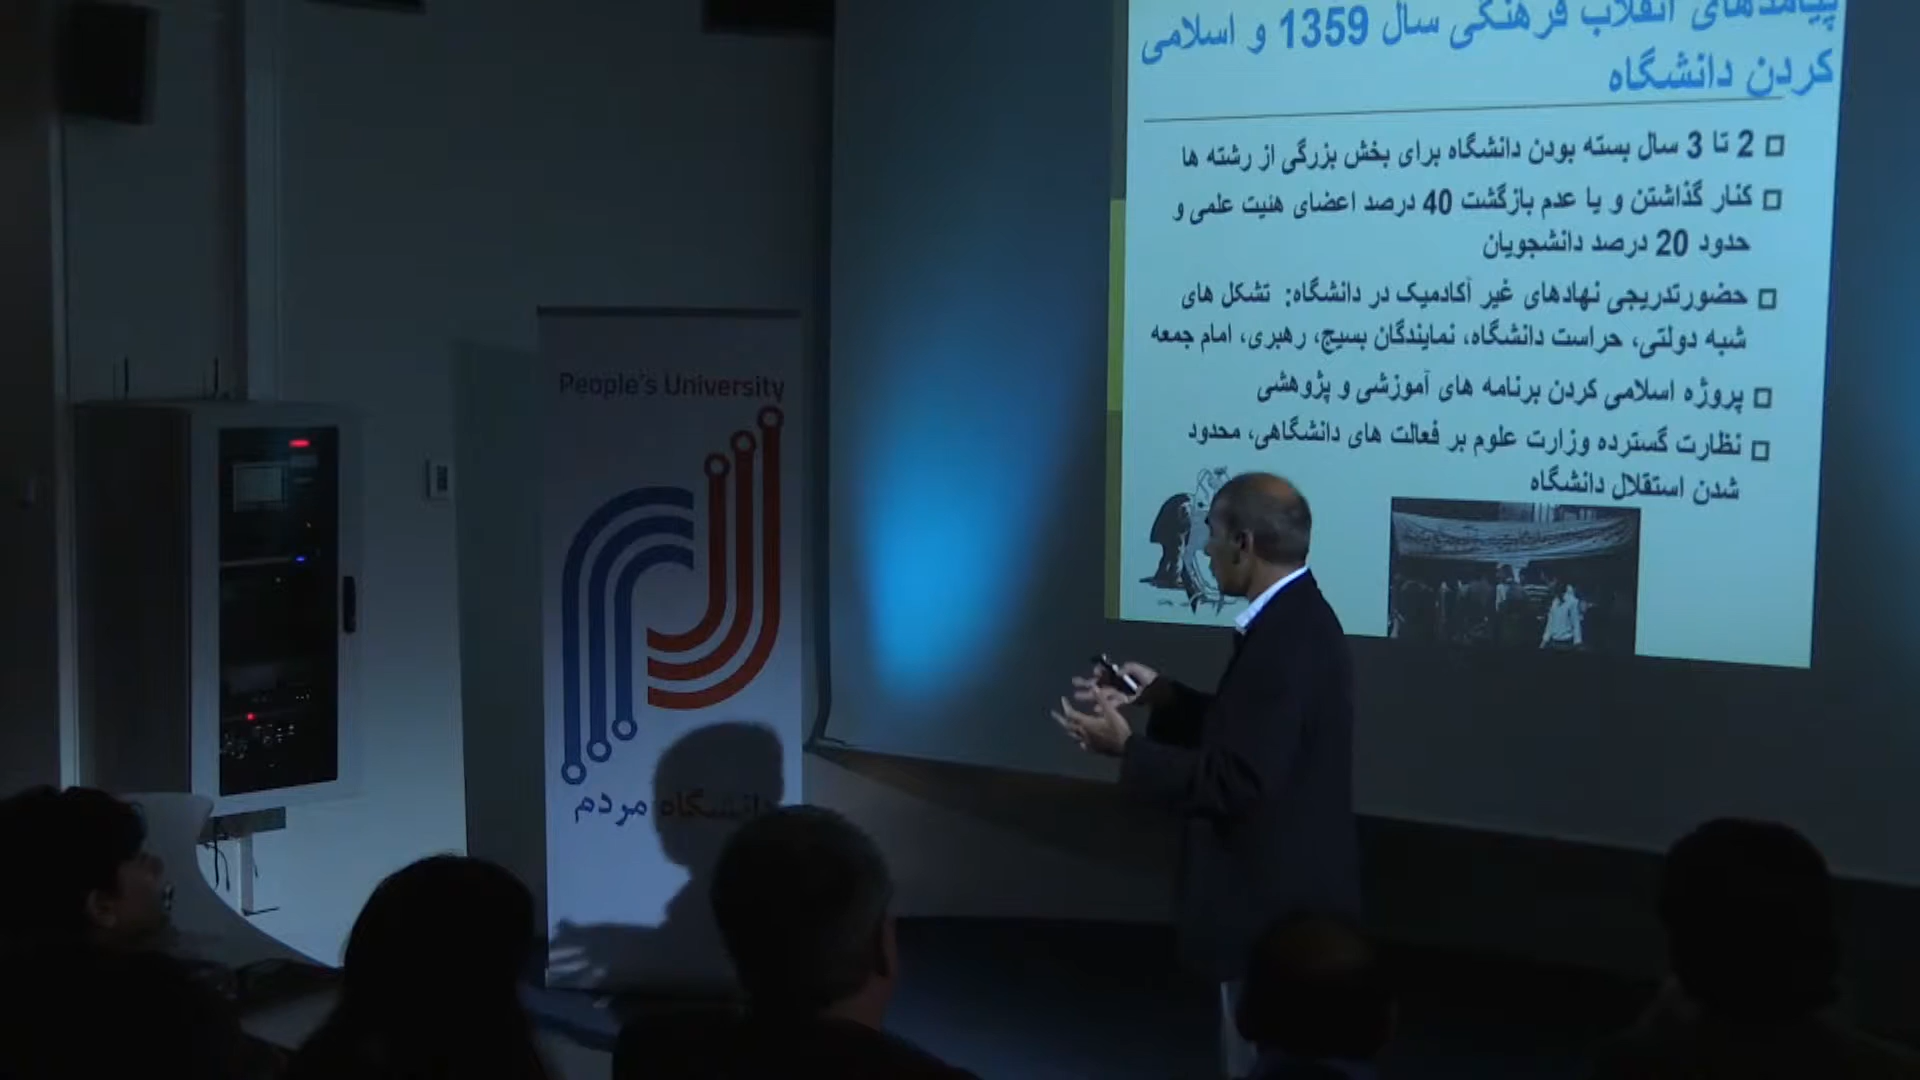 پیامدهای انقلاب فرهنگی سال 1359 و اسلامی
کردن دانشگاه
2 تا 3 سال بسته بودن دانشگاه برای بخش بزرگی از رشته ها
کنار گذاشتن و یا عدم بازگشت 40 درصد اعضای هئیت علمی و
حدود 20 درصد دانشجویان
حضورتدریجی نهادهای غیر آکادمیک در دانشگاه: تشکل های
شبه دولتی، حراست دانشگاه، نمایندگان بسیج، رهبری، امام جمعه
پروژه اسلامی کردن برنامه های آموزشی و پژوهشی
نظارت گسترده وزارت علوم بر فعالت های دانشگاهی، محدود
شدن استقلال دانشگاه
People's University
دانشگاه مردم